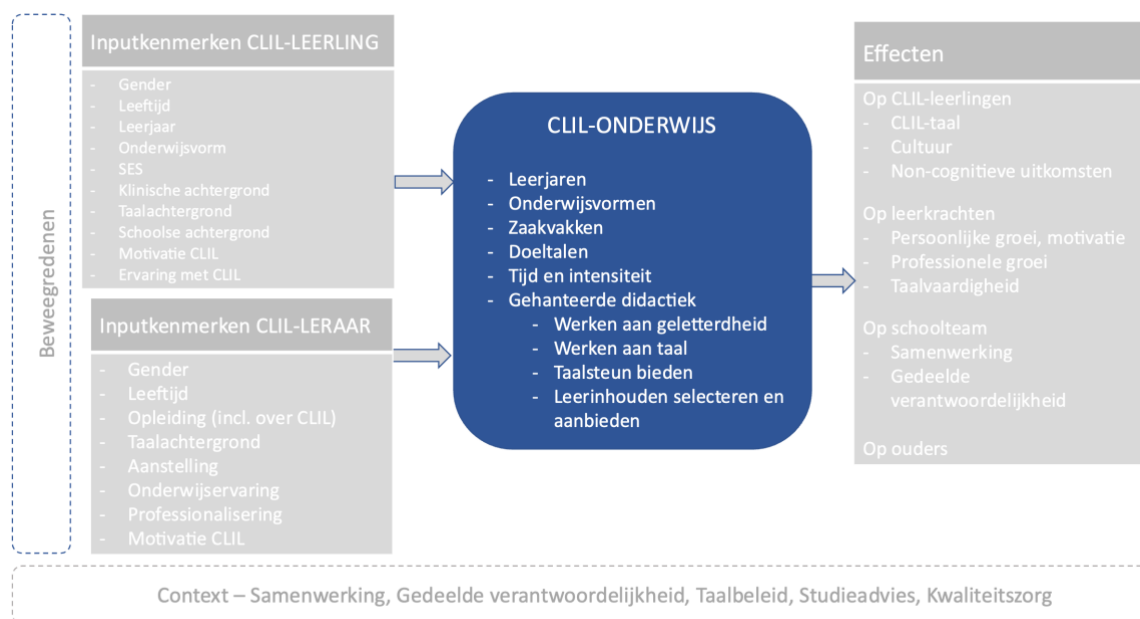 Beweegredenen
Inputkenmerken CLIL-LEERLING
- Gender
- Leeftijd
- Leerjaar
- Onderwijsvorm
- SES
- Klinische achtergrond
- Taalachtergrond
- Schoolse achtergrond
- Motivatie CLIL
- Ervaring met CLIL
Inputkenmerken CLIL-LERAAR
- Gender
- Leeftijd
- Opleiding (incl. over CLIL)
- Taalachtergrond
- Aanstelling
- Onderwijservaring
- Professionalisering
- Motivatie CLIL
CLIL-ONDERWIJS
- Leerjaren
- Onderwijsvormen
- Zaakvakken
- Doeltalen
- Tijd en intensiteit
- Gehanteerde didactiek
- Werken aan geletterdheid
- Werken aan taal
- Taalsteun bieden
- Leerinhouden selecteren en
aanbieden
Effecten
Op CLIL-leerlingen
- CLIL-taal
- Cultuur
- Non-cognitieve uitkomsten
Op leerkrachten
- Persoonlijke groei, motivatie
- Professionele groei
- Taalvaardigheid
Op schoolteam
- Samenwerking
- Gedeelde
verantwoordelijkheid
Op ouders
Context – Samenwerking, Gedeelde verantwoordelijkheid, Taalbeleid, Studieadvies, Kwaliteitszorg